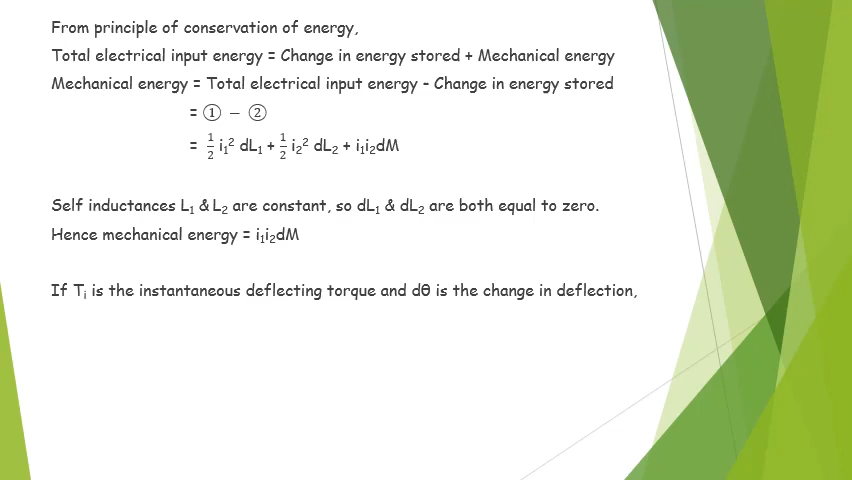 From principle of conservation of energy,
Total electrical input energy = Change in energy stored + Mechanical energy
Mechanical energy = Total electrical input energy - Change in energy stored
= ① − ②
= ½ i₁² dL₁ + ½ i₂² dL₂ + i₁i₂dM
Self inductances L₁ & L₂ are constant, so dL₁ & dL₂ are both equal to zero.
Hence mechanical energy = i₁i₂dM
If Tᵢ is the instantaneous deflecting torque and dθ is the change in deflection,